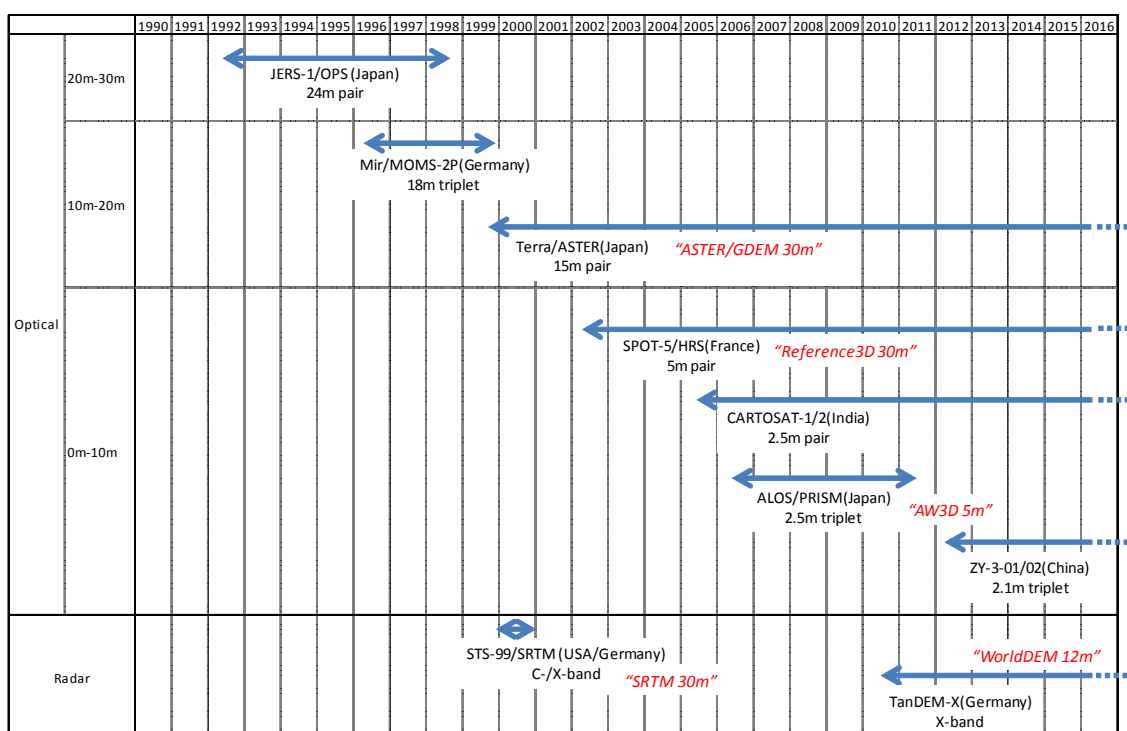 1990 1991 1992 1993 1994 1995 1996 1997 1998 1999 2000 2001 2002 2003 2004 2005 2006 2007 2008 2009 2010 2011 2012 2013 2014 2015 2016
20m-30m
JERS-1/OPS (Japan)
24m pair
Mir/MOMS-2P(Germany)
18m triplet
10m-20m
Terra/ASTER(Japan) “ASTER/GDEM 30m”
15m pair
Optical
SPOT-5/HRS(France) “Reference3D 30m”
5m pair
CARTOSAT-1/2(India)
2.5m pair
0m-10m
ALOS/PRISM(Japan) “AW3D 5m”
2.5m triplet
ZY-3-01/02(China)
2.1m triplet
Radar
STS-99/SRTM (USA/Germany) “SRTM 30m”
C-/X-band
“WorldDEM 12m”
TanDEM-X(Germany)
X-band